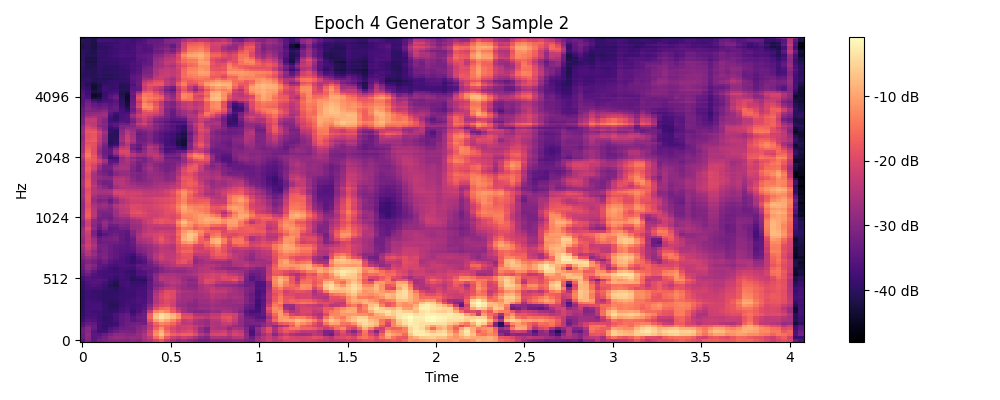 Epoch 4 Generator 3 Sample 2
Hz
4096
2048
1024
512
0
0 0.5 1 1.5 2 2.5 3 3.5 4
Time
-10 dB
-20 dB
-30 dB
-40 dB